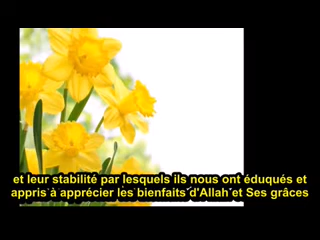 et leur stabilité par lesquels ils nous ont éduqués et
appris à apprécier les bienfaits d'Allah et Ses grâces